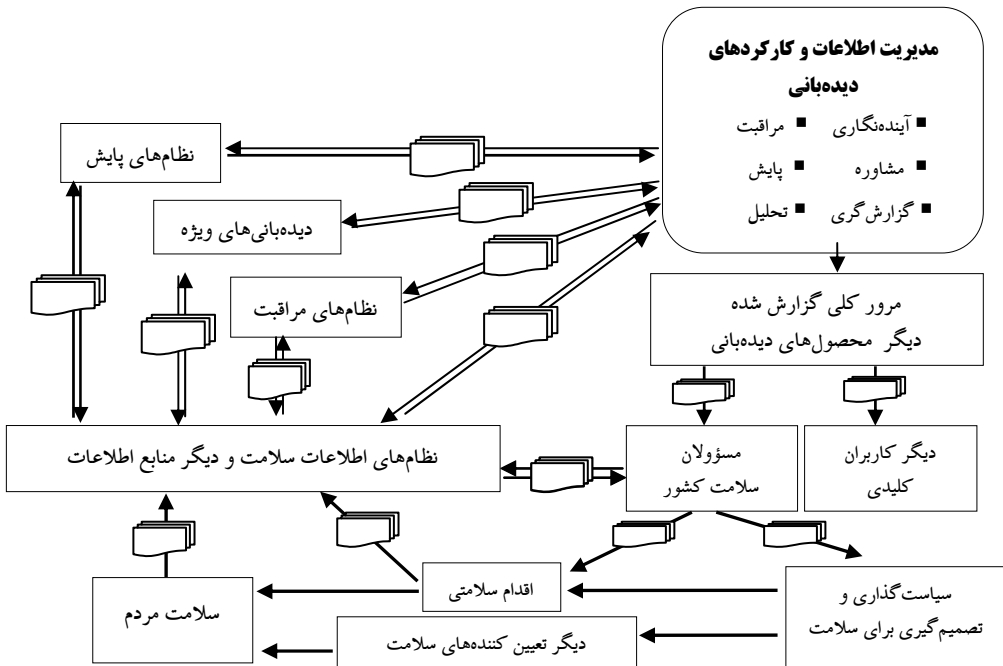 مدیریت اطلاعات و کارکردهای
دیده‌بانی
■ آینده‌نگاری ■ مراقبت
■ مشاوره ■ پایش
■ گزارش‌گری ■ تحلیل
نظام‌های پایش
دیده‌بانی‌های ویژه
نظام‌های مراقبت
مرور کلی گزارش شده
دیگر محصول‌های دیده‌بانی
نظام‌های اطلاعات سلامت و دیگر منابع اطلاعات
مسؤولان
سلامت کشور
دیگر کاربران
کلیدی
سیاست‌گذاری و
تصمیم‌گیری برای سلامت
اقدام سلامتی
دیگر تعیین کننده‌های سلامت
سلامت مردم